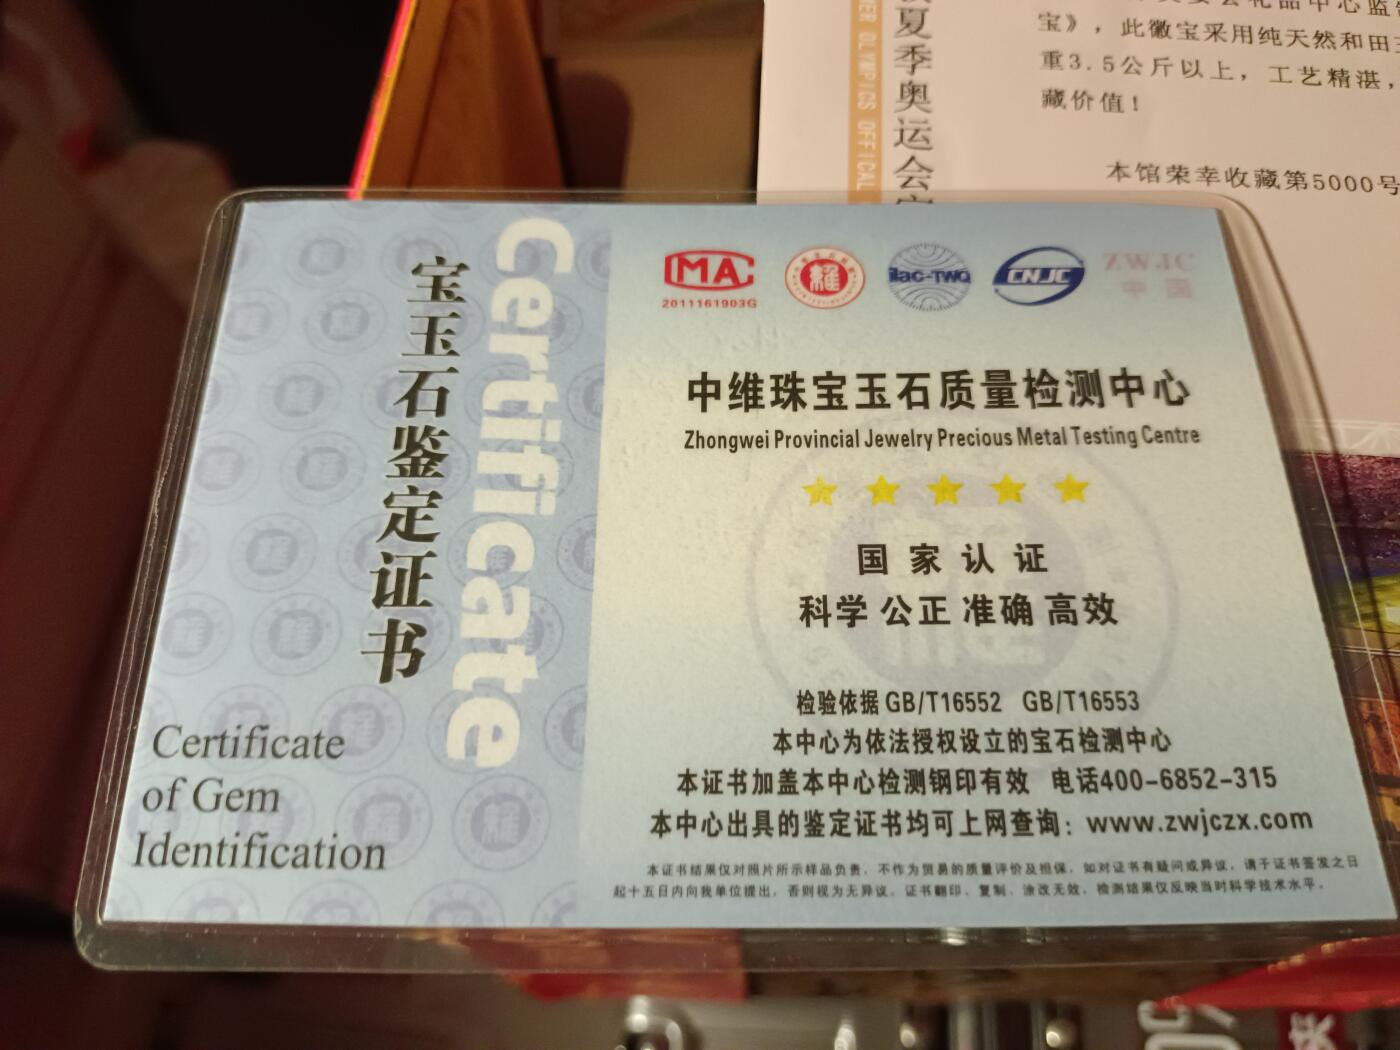 夏季奥运会
ER OLYMPICS OFFICIAL
宝》，此徽宝采用纯天然和田
重3.5公斤以上，工艺精湛，
藏价值！
本馆荣幸收藏第5000号
宝玉石鉴定证书
Certificate
Certificate
of Gem
Identification
MA
2011161903G
ilac-TWQ
CNJC
ZWJC
中国
中维珠宝玉石质量检测中心
Zhongwei Provincial Jewelry Precious Metal Testing Centre
国家认证
科学 公正 准确 高效
检验依据 GB/T16552 GB/T16553
本中心为依法授权设立的宝石检测中心
本证书加盖本中心检测钢印有效 电话400-6852-315
本中心出具的鉴定证书均可上网查询：www.zwjczx.com
本证书结果仅对照片所示样品负责，不作为贸易的质量评价及担保，如对证书有疑问或异议，请于证书签发之日
起十五日内向我单位提出，否则视为无异议。证书翻印、复制、涂改无效，检测结果仅反映当时科学技术水平。